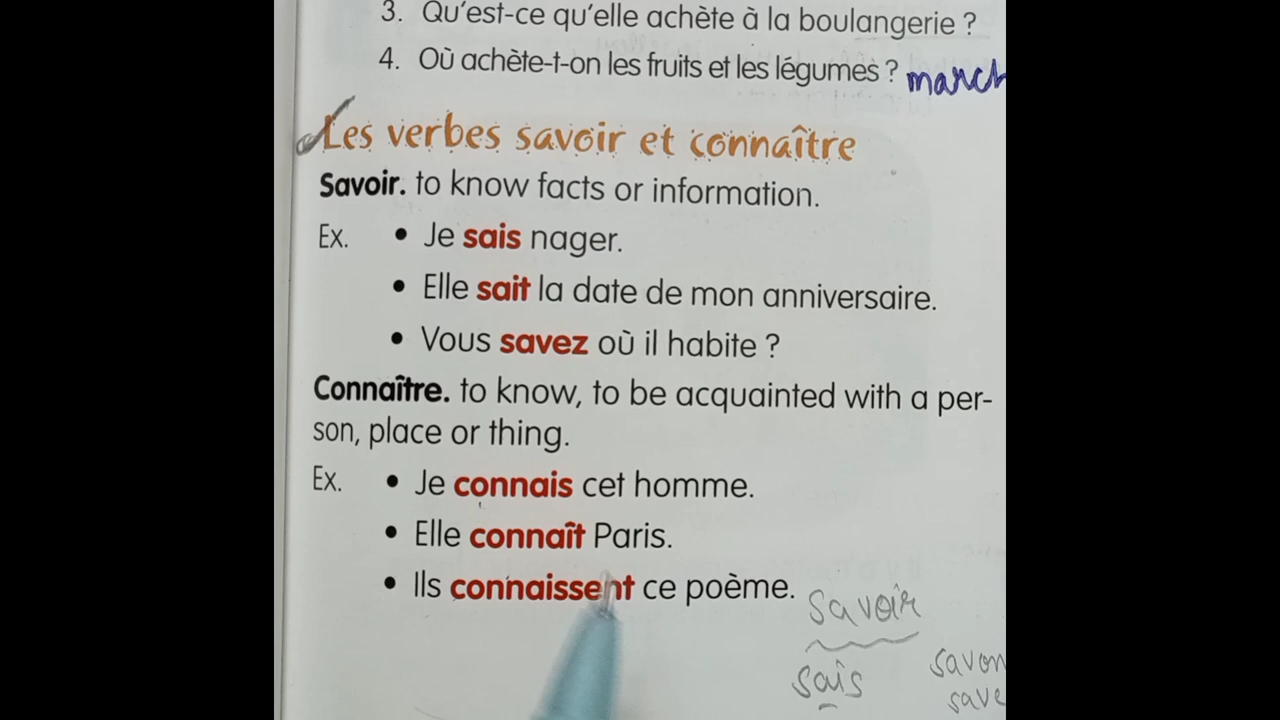 3. Qu'est-ce qu'elle achète à la boulangerie ?
4. Où achète-t-on les fruits et les légumes ? march
Les verbes savoir et connaître
Savoir. to know facts or information.
Ex. • Je sais nager.
• Elle sait la date de mon anniversaire.
• Vous savez où il habite ?
Connaître. to know, to be acquainted with a per-
son, place or thing.
Ex. • Je connais cet homme.
• Elle connaît Paris.
• Ils connaissent ce poème.
savoir
sais savon
save